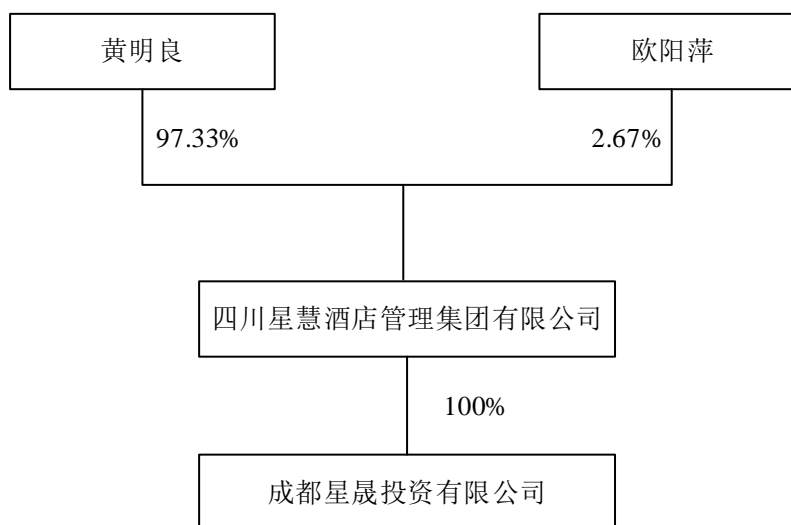 黄明良
欧阳萍
97.33%
2.67%
四川星慧酒店管理集团有限公司
100%
成都星晟投资有限公司